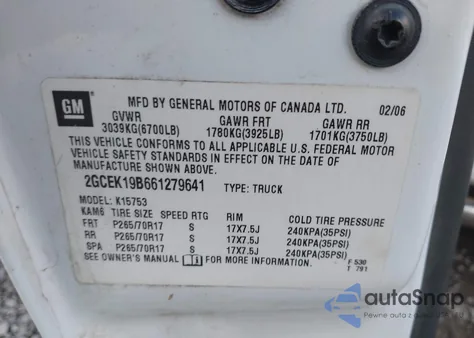 GM
MFD BY GENERAL MOTORS OF CANADA LTD. 02/06
GVWR GAWR FRT GAWR RR
3039KG(6700LB) 1780KG(3925LB) 1701KG(3750LB)
THIS VEHICLE CONFORMS TO ALL APPLICABLE U.S. FEDERAL MOTOR
VEHICLE SAFETY STANDARDS IN EFFECT ON THE DATE OF
MANUFACTURE SHOWN ABOVE.
2GCEK19B661279641 TYPE: TRUCK
MODEL: K15753
KAM6 TIRE SIZE SPEED RTG RIM COLD TIRE PRESSURE
FRT P265/70R17 S 17X7.5J 240KPA(35PSI)
RR P265/70R17 S 17X7.5J 240KPA(35PSI)
SPA P265/70R17 S 17X7.5J 240KPA(35PSI)
SEE OWNER'S MANUAL FOR MORE INFORMATION. F 530
T 791
autaSnap
Pewne auta z